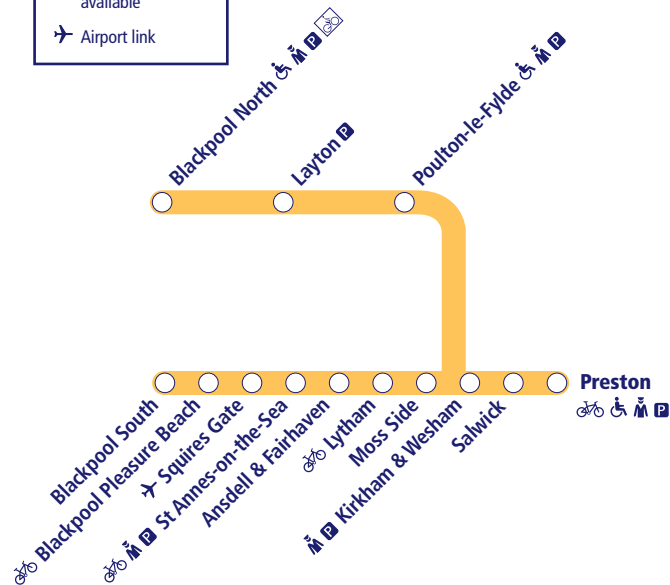 available
Airport link
Blackpool North P
Layton P
Poulton-le-Fylde P
Preston
P
Blackpool South
Blackpool Pleasure Beach
Squires Gate
P St Annes-on-the-Sea
Ansdell & Fairhaven
Lytham
Moss Side
P Kirkham & Wesham
Salwick